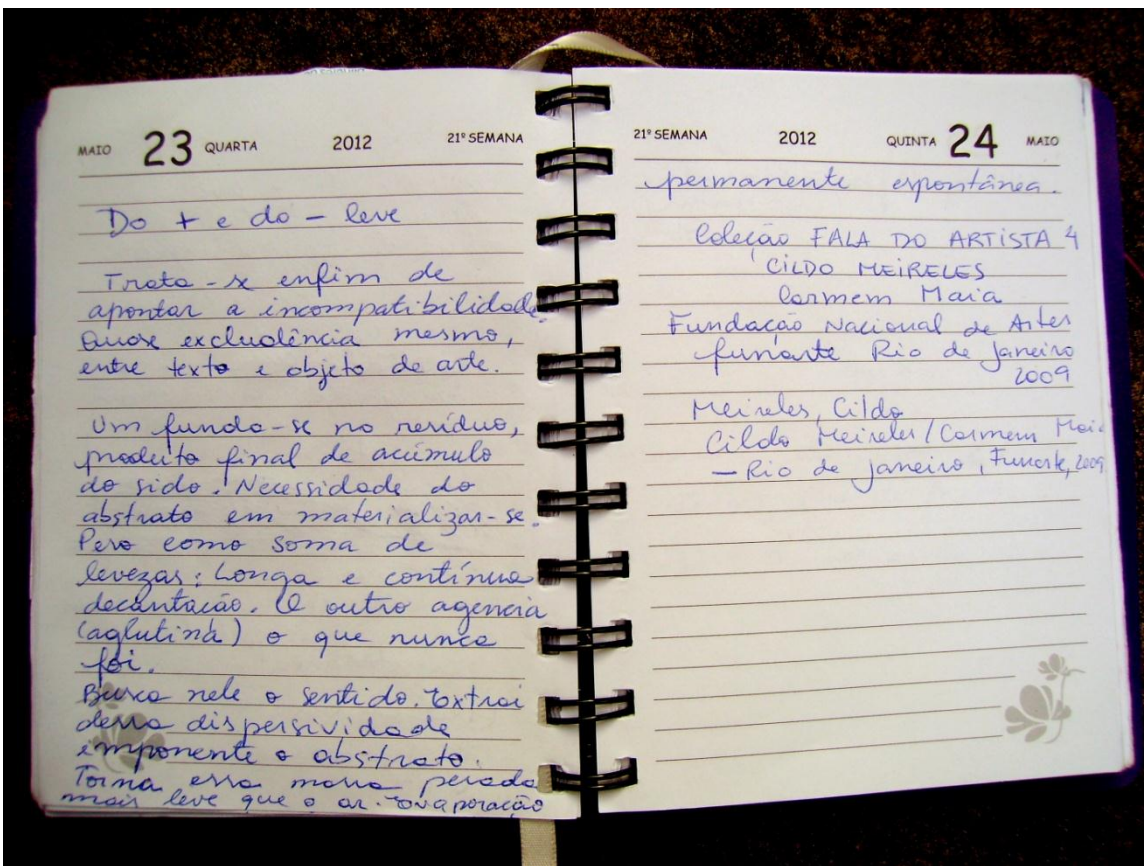 MAIO 23 QUARTA 2012 21º SEMANA
Do + e do - leve
Trata-se enfim de
apontar a incompatibilidade.
Quase excludência mesmo,
entre texto e objeto de arte.
Um funda-se no resíduo,
produto final de acúmulo
do sido. Necessidade do
abstrato em materializar-se.
Peso como soma de
levezas: Longa e contínua
decantação. O outro agencia
(aglutina) o que nunca
foi.
Busca nele o sentido. Extrai
dessa dispersividade
imponente o abstrato.
Torna essa massa pesada
mais leve que o ar. Evaporação
21º SEMANA 2012 QUINTA 24 MAIO
permanente espontânea.
Coleção FALA DO ARTISTA 4
CILDO MEIRELES
Carmem Maia
Fundação Nacional de Artes
funarte Rio de janeiro
2009
Meireles, Cildo
Cildo Meireles / Carmem Maia
- Rio de janeiro, Funarte, 2009